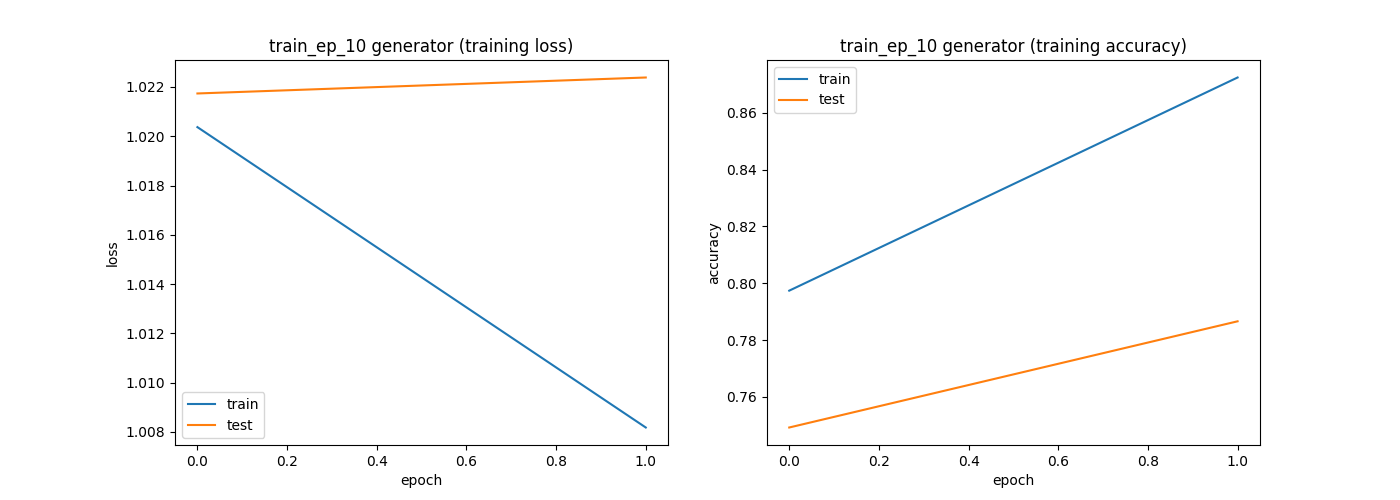 train_ep_10 generator (training loss)
1.022
1.020
1.018
1.016
1.014
1.012
1.010
1.008
loss
train
test
0.0 0.2 0.4 0.6 0.8 1.0
epoch
train_ep_10 generator (training accuracy)
train
test
0.86
0.84
0.82
0.80
0.78
0.76
accuracy
0.0 0.2 0.4 0.6 0.8 1.0
epoch